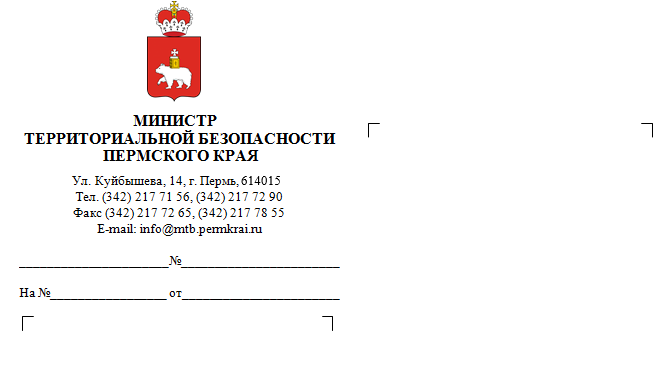 МИНИСТР
ТЕРРИТОРИАЛЬНОЙ БЕЗОПАСНОСТИ
ПЕРМСКОГО КРАЯ
Ул. Куйбышева, 14, г. Пермь, 614015
Тел. (342) 217 71 56, (342) 217 72 90
Факс (342) 217 72 65, (342) 217 78 55
E-mail: info@mtb.permkrai.ru
_____________________№______________________
На №________________ от______________________